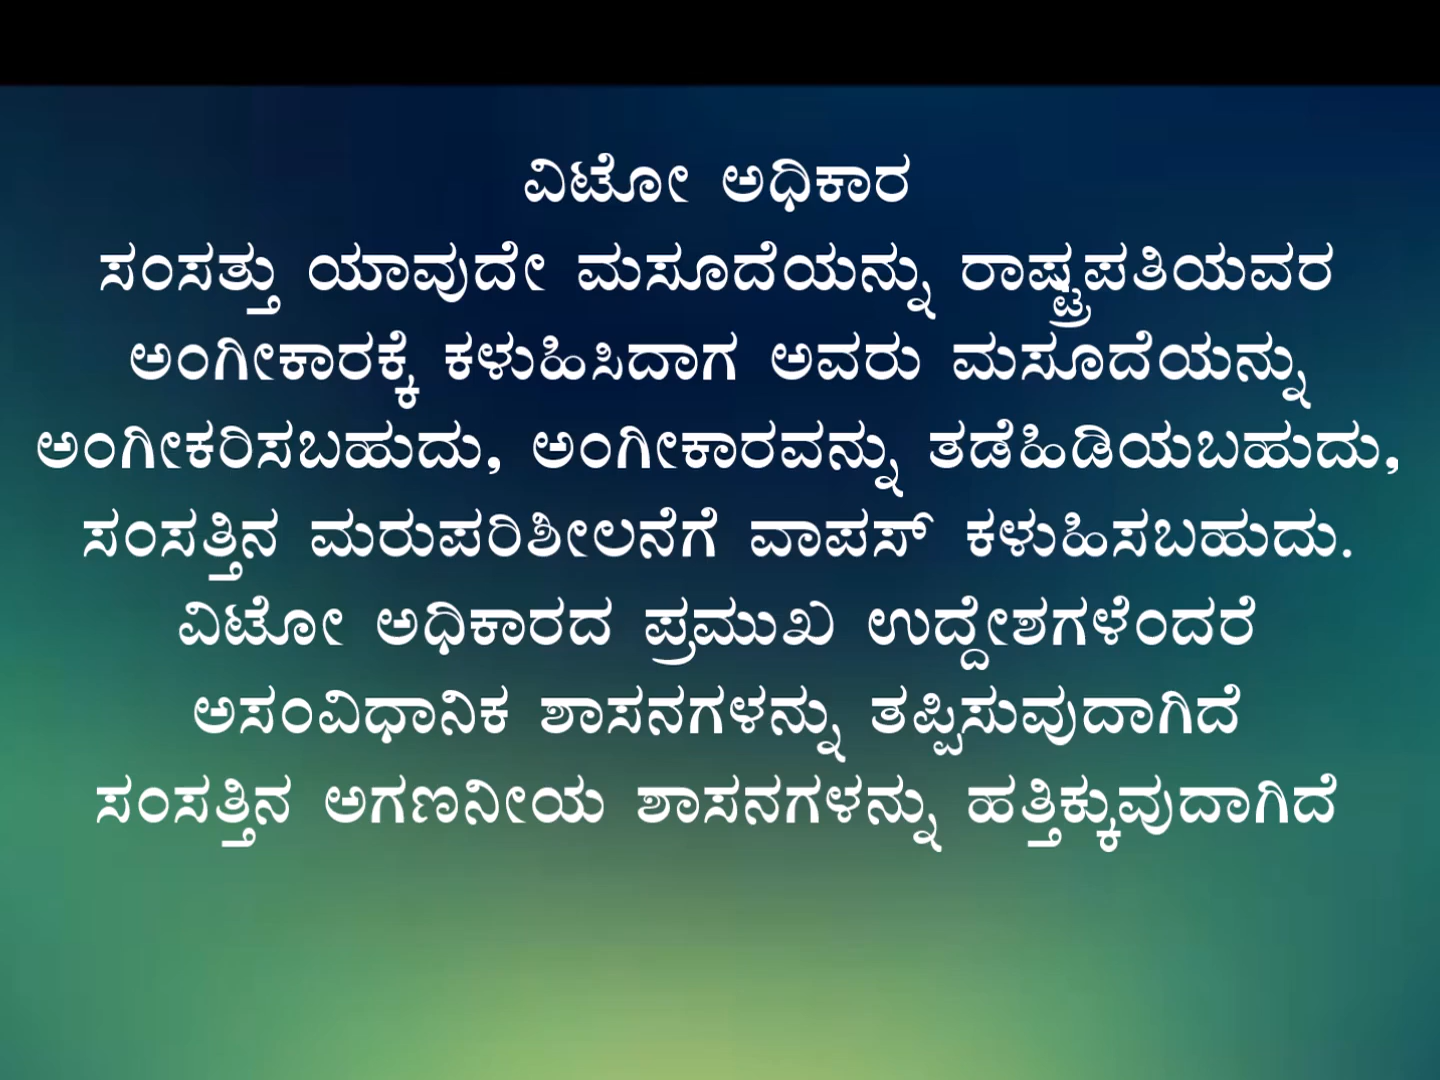 ವಿಟೋ ಅಧಿಕಾರ
ಸಂಸತ್ತು ಯಾವುದೇ ಮಸೂದೆಯನ್ನು ರಾಷ್ಟ್ರಪತಿಯವರ
ಅಂಗೀಕಾರಕ್ಕೆ ಕಳುಹಿಸಿದಾಗ ಅವರು ಮಸೂದೆಯನ್ನು
ಅಂಗೀಕರಿಸಬಹುದು, ಅಂಗೀಕಾರವನ್ನು ತಡೆಹಿಡಿಯಬಹುದು,
ಸಂಸತ್ತಿನ ಮರುಪರಿಶೀಲನೆಗೆ ವಾಪಸ್ ಕಳುಹಿಸಬಹುದು.
ವಿಟೋ ಅಧಿಕಾರದ ಪ್ರಮುಖ ಉದ್ದೇಶಗಳೆಂದರೆ
ಅಸಂವಿಧಾನಿಕ ಶಾಸನಗಳನ್ನು ತಪ್ಪಿಸುವುದಾಗಿದೆ
ಸಂಸತ್ತಿನ ಅಗಣನೀಯ ಶಾಸನಗಳನ್ನು ಹತ್ತಿಕ್ಕುವುದಾಗಿದೆ